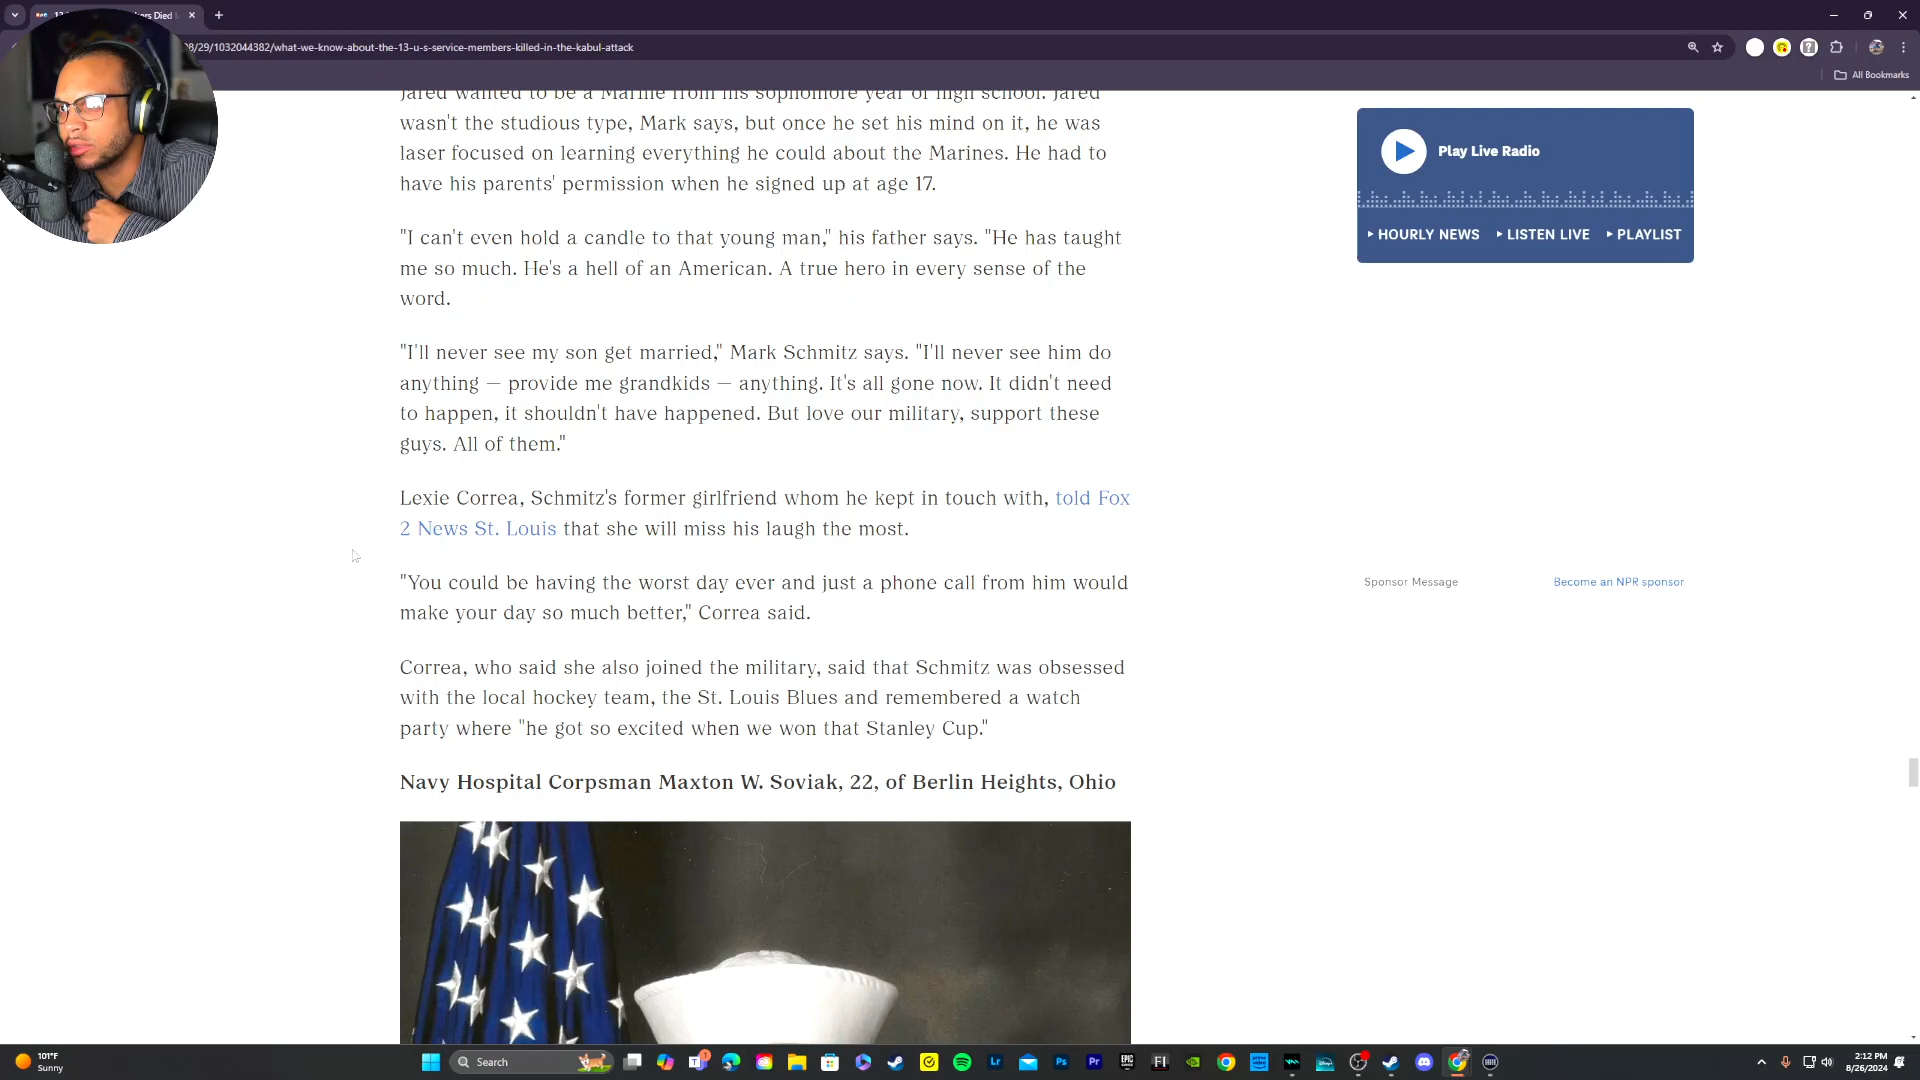 Died
8/29/1032044382/what-we-know-about-the-13-u-s-service-members-killed-in-the-kabul-attack
All Bookmarks
Jared wanted to be a Marine from his sophomore year of high school. Jared
wasn't the studious type, Mark says, but once he set his mind on it, he was
laser focused on learning everything he could about the Marines. He had to
have his parents' permission when he signed up at age 17.
"I can't even hold a candle to that young man," his father says. "He has taught
me so much. He's a hell of an American. A true hero in every sense of the
word.
"I'll never see my son get married," Mark Schmitz says. "I'll never see him do
anything — provide me grandkids — anything. It's all gone now. It didn't need
to happen, it shouldn't have happened. But love our military, support these
guys. All of them."
Lexie Correa, Schmitz's former girlfriend whom he kept in touch with, told Fox
2 News St. Louis that she will miss his laugh the most.
"You could be having the worst day ever and just a phone call from him would
make your day so much better," Correa said.
Correa, who said she also joined the military, said that Schmitz was obsessed
with the local hockey team, the St. Louis Blues and remembered a watch
party where "he got so excited when we won that Stanley Cup."
Navy Hospital Corpsman Maxton W. Soviak, 22, of Berlin Heights, Ohio
Play Live Radio
HOURLY NEWS LISTEN LIVE PLAYLIST
Sponsor Message Become an NPR sponsor
101°F
Sunny
Search
2:12 PM
8/26/2024